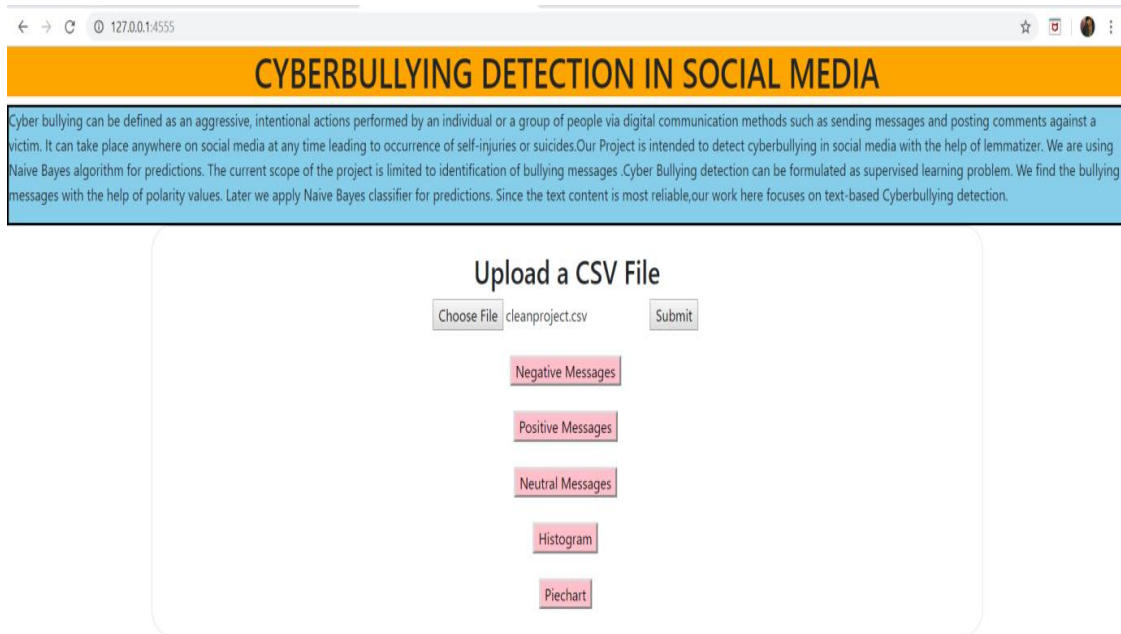 127.0.0.1:4555
CYBERBULLYING DETECTION IN SOCIAL MEDIA
Cyber bullying can be defined as an aggressive, intentional actions performed by an individual or a group of people via digital communication methods such as sending messages and posting comments against a
victim. It can take place anywhere on social media at any time leading to occurrence of self-injuries or suicides.Our Project is intended to detect cyberbullying in social media with the help of lemmatizer. We are using
Naive Bayes algorithm for predictions. The current scope of the project is limited to identification of bullying messages .Cyber Bullying detection can be formulated as supervised learning problem. We find the bullying
messages with the help of polarity values. Later we apply Naive Bayes classifier for predictions. Since the text content is most reliable,our work here focuses on text-based Cyberbullying detection.
Upload a CSV File
Choose File cleanproject.csv Submit
Negative Messages
Positive Messages
Neutral Messages
Histogram
Piechart